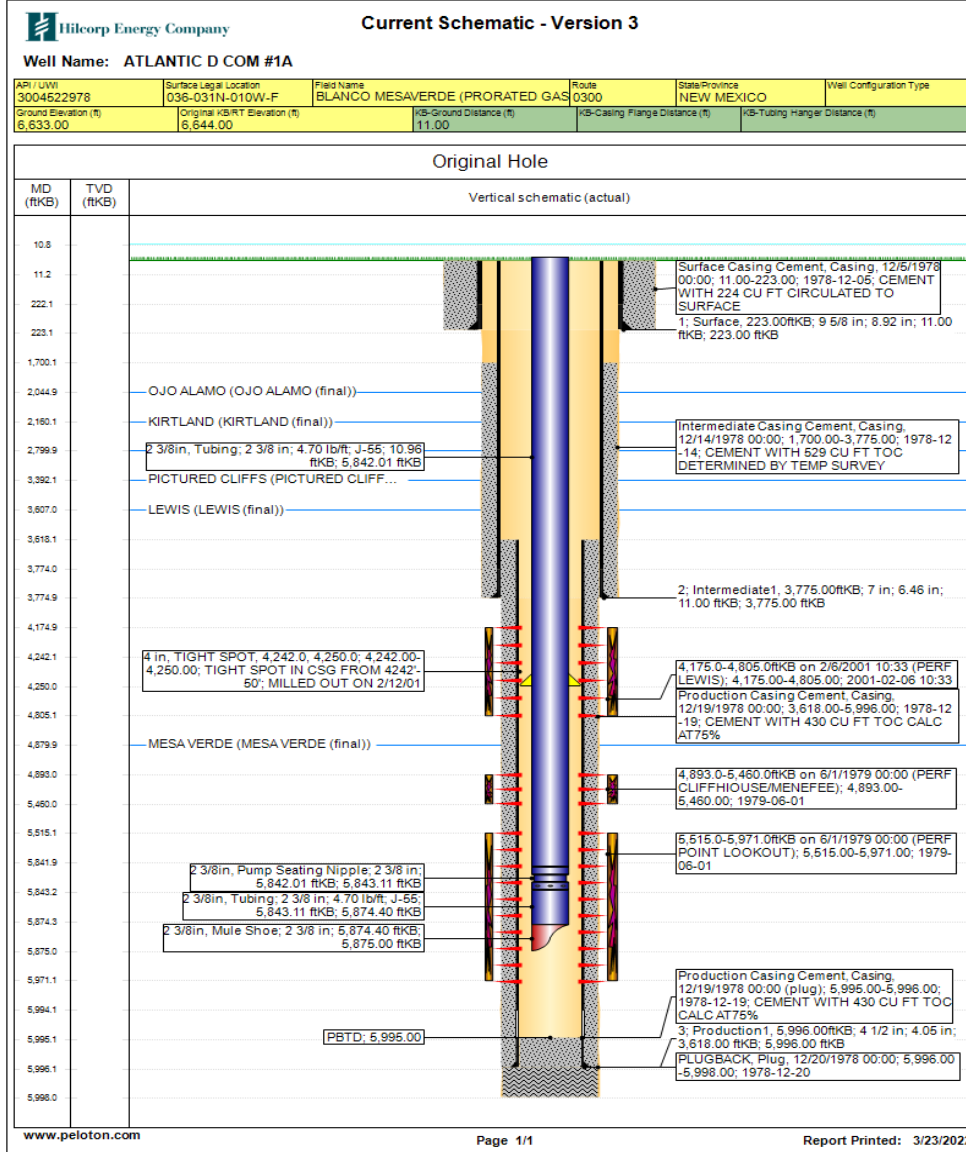 Hilcorp Energy Company
Current Schematic - Version 3
Well Name: ATLANTIC D COM #1A
API / UWI
3004522978
Surface Legal Location
036-031N-010W-F
Field Name
BLANCO MESAVERDE (PRORATED GAS
Route
0300
State/Province
NEW MEXICO
Well Configuration Type
Ground Elevation (ft)
6,633.00
Original KB/RT Elevation (ft)
6,644.00
KB-Ground Distance (ft)
11.00
KB-Casing Flange Distance (ft)
KB-Tubing Hanger Distance (ft)
Original Hole
MD
(ftKB)
TVD
(ftKB)
Vertical schematic (actual)
10.8
11.2
222.1
223.1
1,700.1
2,044.9
2,160.1
2,799.9
3,392.1
3,607.0
3,618.1
3,774.0
3,774.9
4,174.9
4,242.1
4,250.0
4,805.1
4,879.9
4,893.0
5,460.0
5,515.1
5,841.9
5,843.2
5,874.3
5,875.0
5,971.1
5,994.1
5,995.1
5,996.1
5,998.0
OJO ALAMO (OJO ALAMO (final))
KIRTLAND (KIRTLAND (final))
2 3/8in, Tubing; 2 3/8 in; 4.70 lb/ft; J-55; 10.96
ftKB; 5,842.01 ftKB
PICTURED CLIFFS (PICTURED CLIFF...
LEWIS (LEWIS (final))
4 in, TIGHT SPOT, 4,242.0, 4,250.0; 4,242.00-
4,250.00; TIGHT SPOT IN CSG FROM 4242'-
50'; MILLED OUT ON 2/12/01
MESA VERDE (MESA VERDE (final))
2 3/8in, Pump Seating Nipple; 2 3/8 in;
5,842.01 ftKB; 5,843.11 ftKB
2 3/8in, Tubing; 2 3/8 in; 4.70 lb/ft; J-55;
5,843.11 ftKB; 5,874.40 ftKB
2 3/8in, Mule Shoe; 2 3/8 in; 5,874.40 ftKB;
5,875.00 ftKB
PBTD; 5,995.00
Surface Casing Cement, Casing, 12/5/1978
00:00; 11.00-223.00; 1978-12-05; CEMENT
WITH 224 CU FT CIRCULATED TO
SURFACE
1; Surface, 223.00ftKB; 9 5/8 in; 8.92 in; 11.00
ftKB; 223.00 ftKB
Intermediate Casing Cement, Casing,
12/14/1978 00:00; 1,700.00-3,775.00; 1978-12
-14; CEMENT WITH 529 CU FT TOC
DETERMINED BY TEMP SURVEY
2; Intermediate1, 3,775.00ftKB; 7 in; 6.46 in;
11.00 ftKB; 3,775.00 ftKB
4,175.0-4,805.0ftKB on 2/6/2001 10:33 (PERF
LEWIS); 4,175.00-4,805.00; 2001-02-06 10:33
Production Casing Cement, Casing,
12/19/1978 00:00; 3,618.00-5,996.00; 1978-12
-19; CEMENT WITH 430 CU FT TOC CALC
AT75%
4,893.0-5,460.0ftKB on 6/1/1979 00:00 (PERF
CLIFFHIOUSE/MENEFEE); 4,893.00-
5,460.00; 1979-06-01
5,515.0-5,971.0ftKB on 6/1/1979 00:00 (PERF
POINT LOOKOUT); 5,515.00-5,971.00; 1979-
06-01
Production Casing Cement, Casing,
12/19/1978 00:00 (plug); 5,995.00-5,996.00;
1978-12-19; CEMENT WITH 430 CU FT TOC
CALC AT75%
3; Production1, 5,996.00ftKB; 4 1/2 in; 4.05 in;
3,618.00 ftKB; 5,996.00 ftKB
PLUGBACK, Plug, 12/20/1978 00:00; 5,996.00
-5,998.00; 1978-12-20
www.peloton.com
Page 1/1
Report Printed: 3/23/202